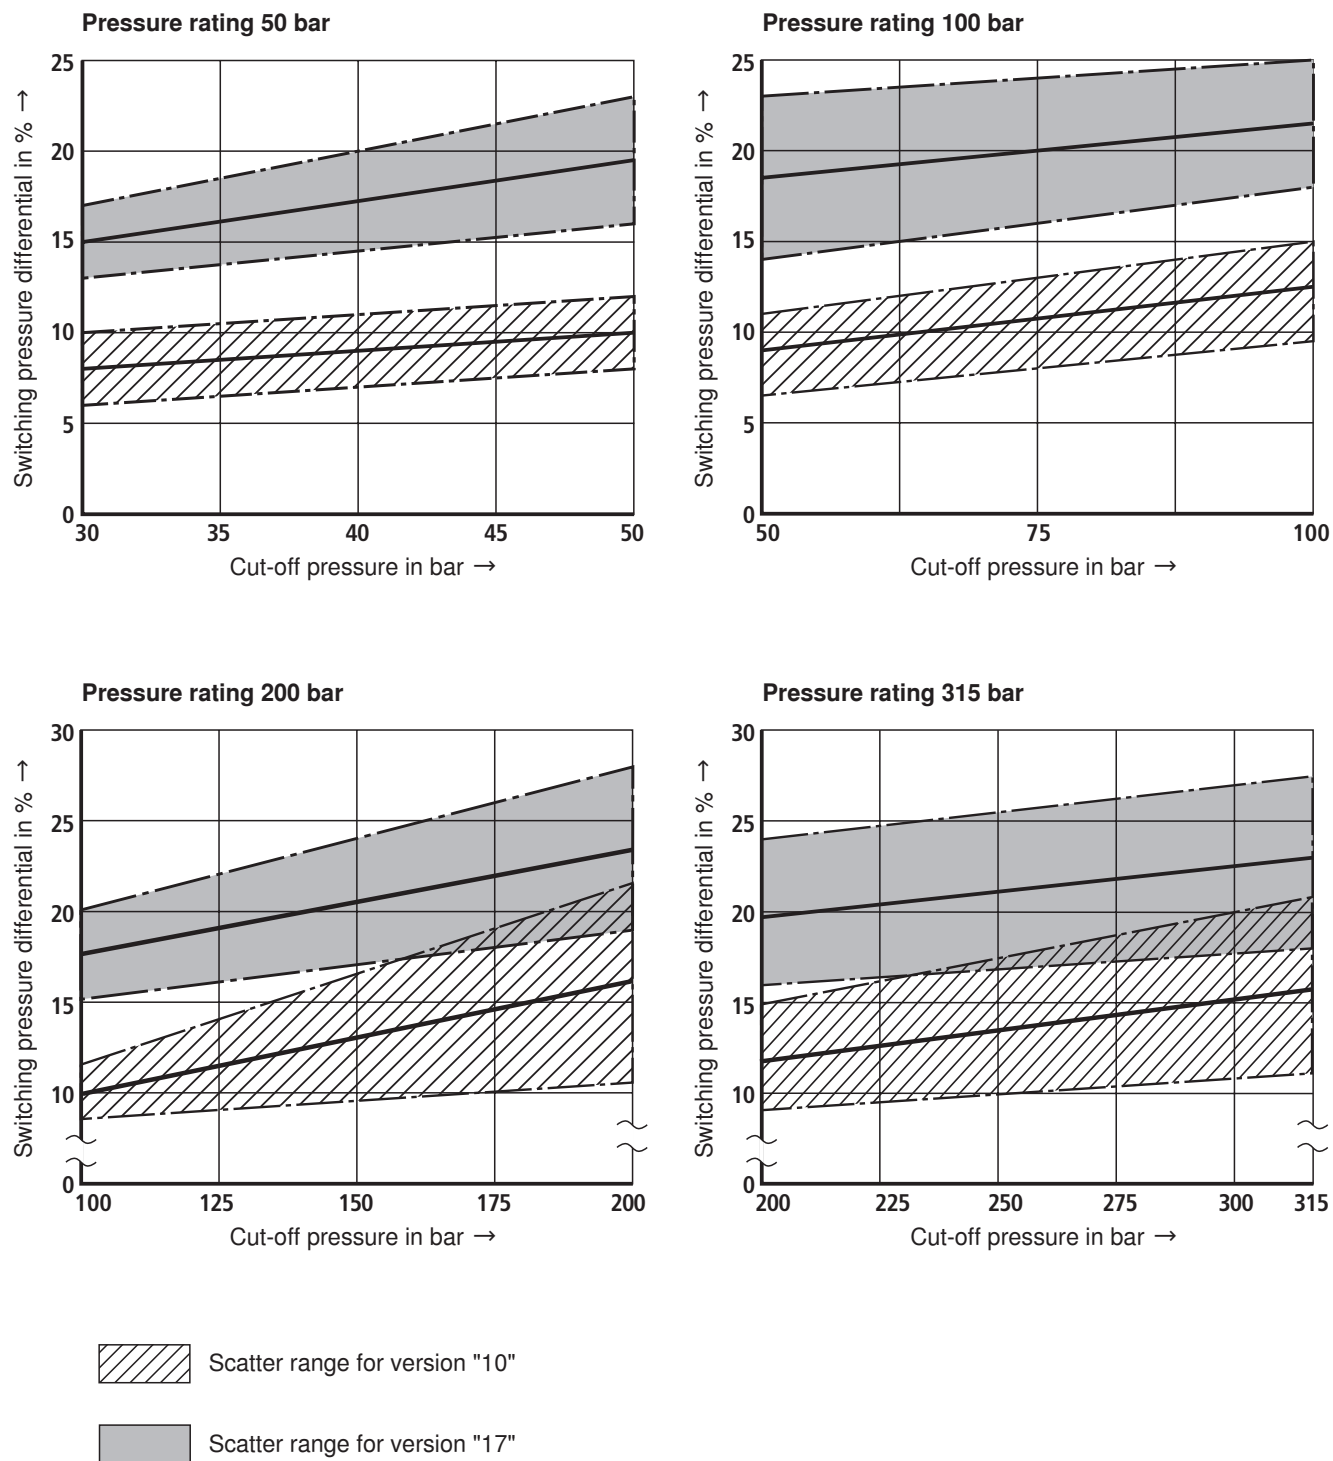 Pressure rating 50 bar
Switching pressure differential in % →
25
20
15
10
5
0
30 35 40 45 50
Cut-off pressure in bar →
Pressure rating 100 bar
Switching pressure differential in % →
25
20
15
10
5
0
50 75 100
Cut-off pressure in bar →
Pressure rating 200 bar
Switching pressure differential in % →
30
25
20
15
10
0
100 125 150 175 200
Cut-off pressure in bar →
Pressure rating 315 bar
Switching pressure differential in % →
30
25
20
15
10
0
200 225 250 275 300 315
Cut-off pressure in bar →
Scatter range for version "10"
Scatter range for version "17"